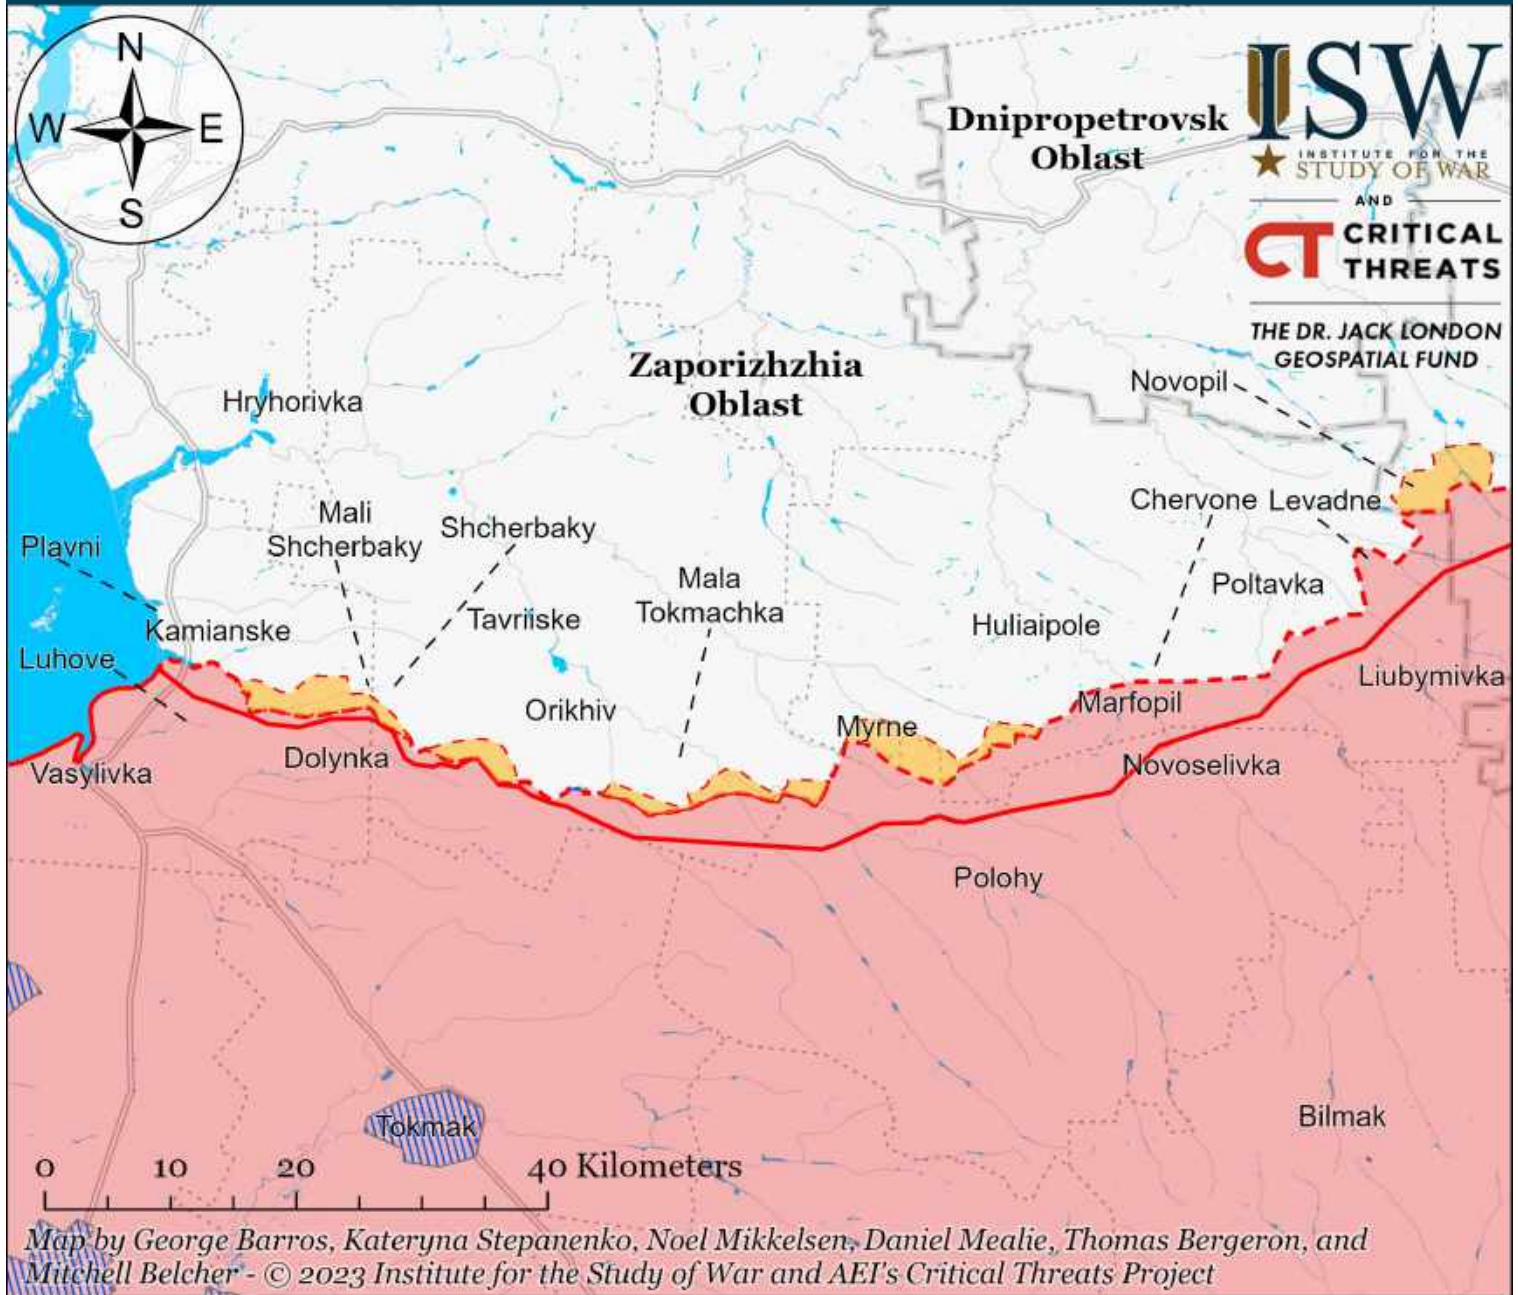 N
W E
S
Dnipropetrovsk
Oblast
ISW
INSTITUTE FOR THE
STUDY OF WAR
AND
CT CRITICAL
THREATS
THE DR. JACK LONDON
GEOSPATIAL FUND
Zaporizhzhia
Oblast
Novopil
Hryhorivka
Mali
Shcherbaky
Shcherbaky
Chervone
Levadne
Plavni
Mala
Tokmachka
Poltavka
Kamianske
Tavriiske
Huliaipole
Luhove
Liubymivka
Orikhiv
Marfopil
Myrne
Vasylivka
Dolynka
Novoselivka
Polohy
Tokmak
Bilmak
0 10 20 40 Kilometers
Map by George Barros, Kateryna Stepanenko, Noel Mikkelsen, Daniel Mealie, Thomas Bergeron, and
Mitchell Belcher - © 2023 Institute for the Study of War and AEI's Critical Threats Project